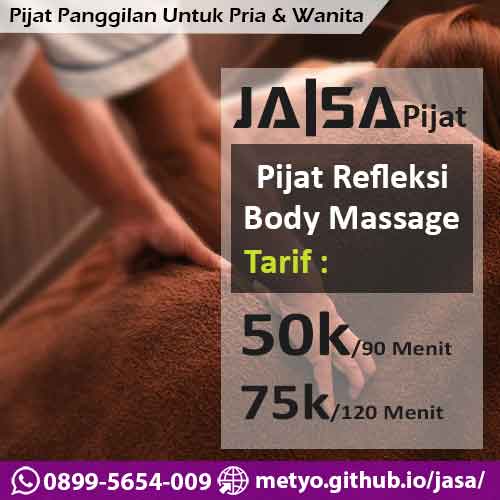 Pijat Panggilan Untuk Pria & Wanita
JA|SA Pijat
Pijat Refleksi
Body Massage
Tarif :
50k/90 Menit
75k/120 Menit
0899-5654-009 metyo.github.io/jasa/